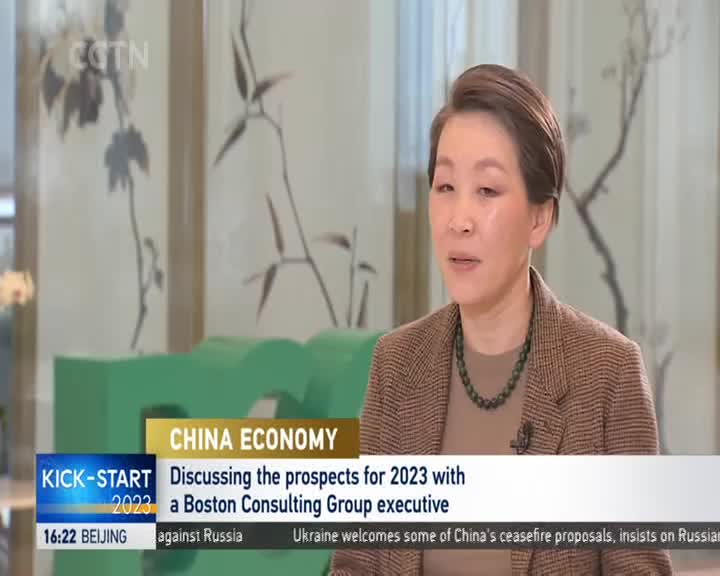 CGTN
CHINA ECONOMY
Discussing the prospects for 2023 with
a Boston Consulting Group executive
KICK-START
2023
16:22 BEIJING
against Russia Ukraine welcomes some of China's ceasefire proposals, insists on Russian